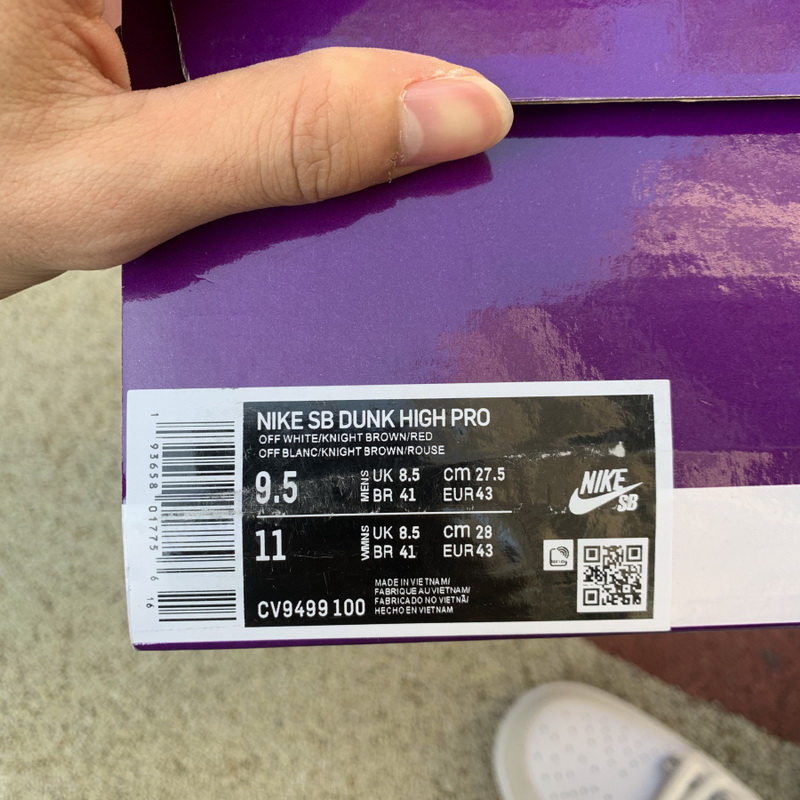 NIKE SB DUNK HIGH PRO
OFF WHITE/KNIGHT BROWN/RED
OFF BLANC/KNIGHT BROWN/ROUSE
9.5 MENS UK 8.5 CM 27.5
BR 41 EUR 43
11 WMNS UK 8.5 CM 28
BR 41 EUR 43
MADE IN VIETNAM/
FABRIQUE AU VIETNAM/
FABRICADO NO VIETNÃ/
HECHO EN VIETNAM
CV9499 100
NIKE
SB
1 93658 01775 6 16